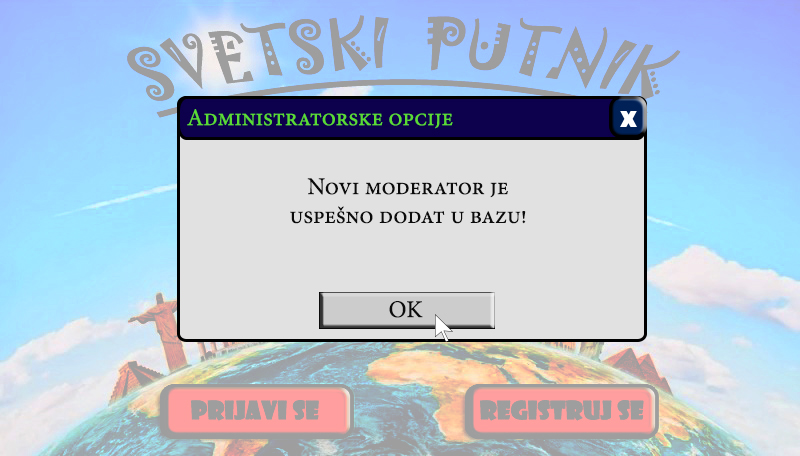 SVETSKI PUTNIK
ADMINISTRATORSKE OPCIJE
X
NOVI MODERATOR JE
USPEŠNO DODAT U BAZU!
OK
PRIJAVI SE
REGISTRUJ SE